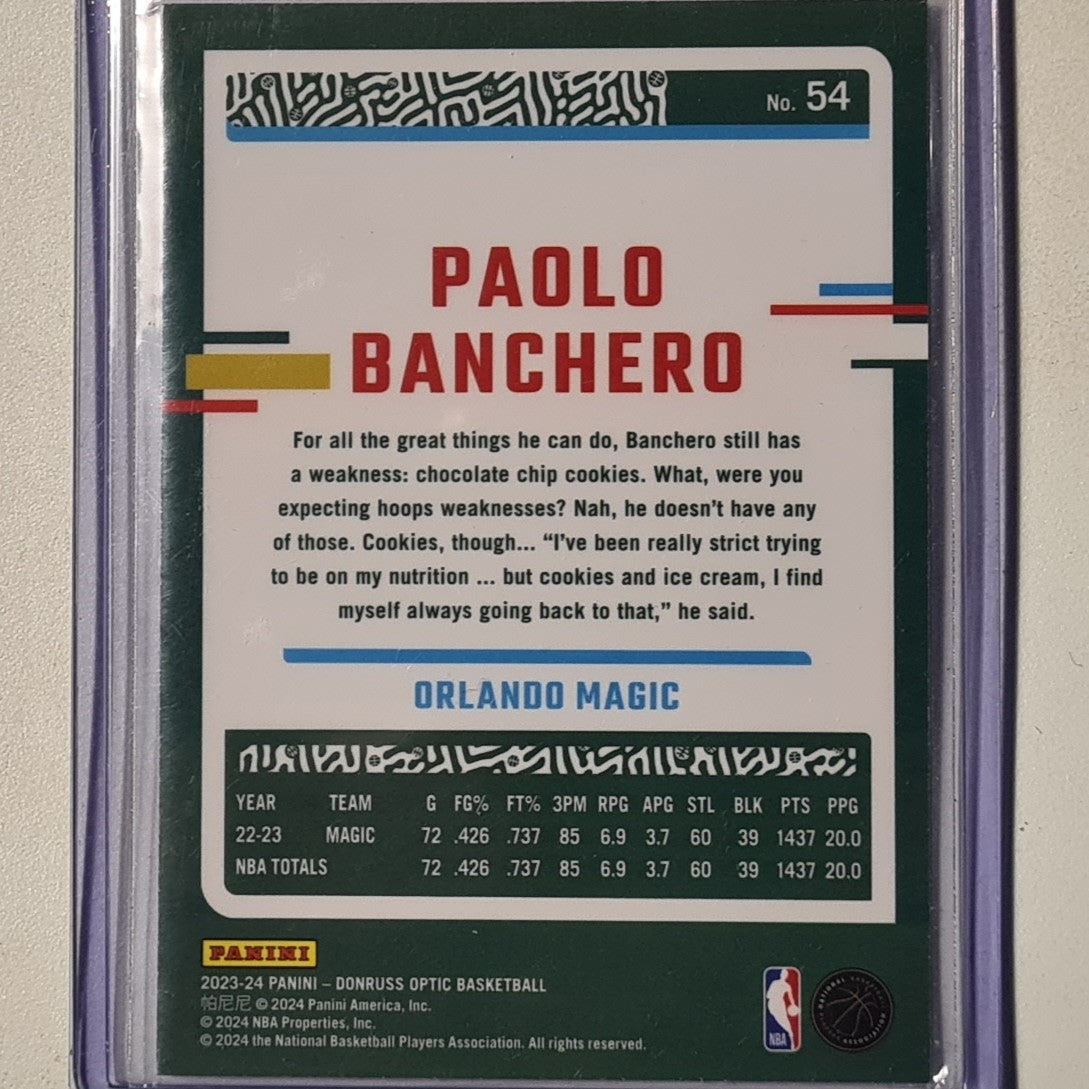 No. 54
PAOLO
BANCHERO
For all the great things he can do, Banchero still has
a weakness: chocolate chip cookies. What, were you
expecting hoops weaknesses? Nah, he doesn't have any
of those. Cookies, though... “I've been really strict trying
to be on my nutrition ... but cookies and ice cream, I find
myself always going back to that,” he said.
ORLANDO MAGIC
YEAR TEAM G FG% FT% 3PM RPG APG STL BLK PTS PPG
22-23 MAGIC 72 .426 .737 85 6.9 3.7 60 39 1437 20.0
NBA TOTALS 72 .426 .737 85 6.9 3.7 60 39 1437 20.0
PANINI
2023-24 PANINI – DONRUSS OPTIC BASKETBALL
帕尼尼 © 2024 Panini America, Inc.
© 2024 NBA Properties, Inc.
© 2024 the National Basketball Players Association. All rights reserved.
NBA
NATIONAL